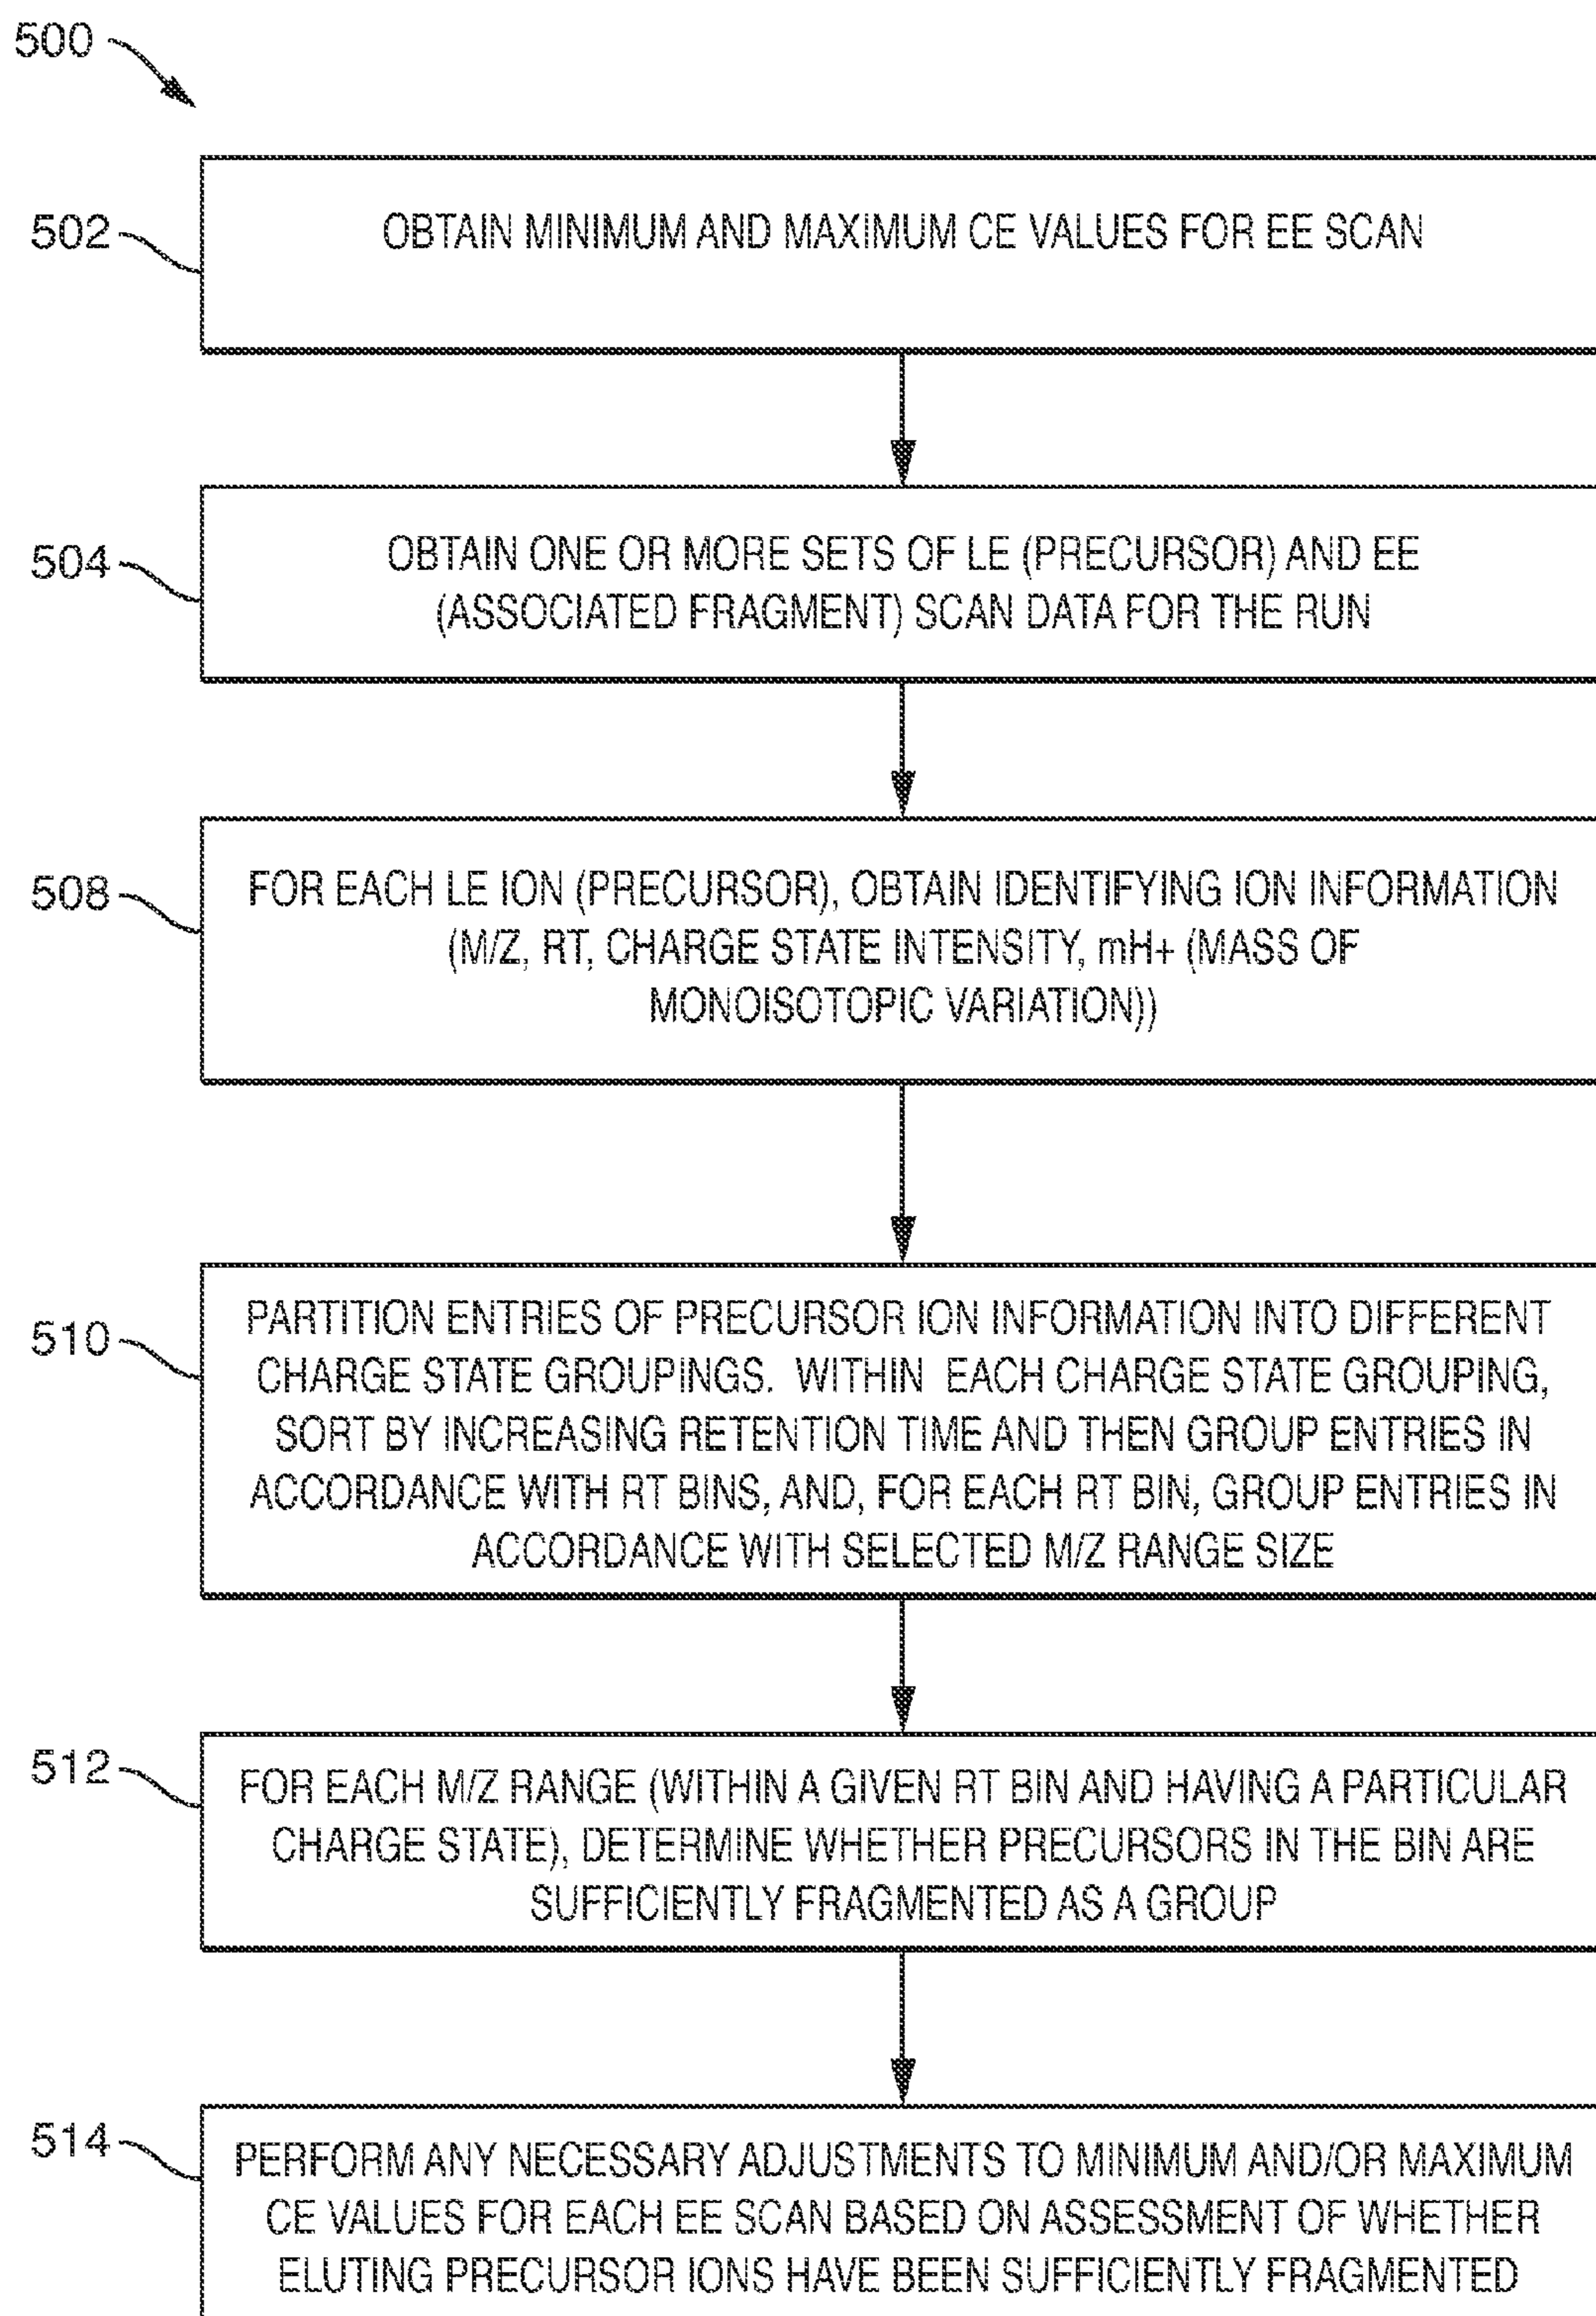 500
502
OBTAIN MINIMUM AND MAXIMUM CE VALUES FOR EE SCAN
504
OBTAIN ONE OR MORE SETS OF LE (PRECURSOR) AND EE
(ASSOCIATED FRAGMENT) SCAN DATA FOR THE RUN
508
FOR EACH LE ION (PRECURSOR), OBTAIN IDENTIFYING ION INFORMATION
(M/Z, RT, CHARGE STATE INTENSITY, mH+ (MASS OF
MONOISOTOPIC VARIATION))
510
PARTITION ENTRIES OF PRECURSOR ION INFORMATION INTO DIFFERENT
CHARGE STATE GROUPINGS. WITHIN EACH CHARGE STATE GROUPING,
SORT BY INCREASING RETENTION TIME AND THEN GROUP ENTRIES IN
ACCORDANCE WITH RT BINS, AND, FOR EACH RT BIN, GROUP ENTRIES IN
ACCORDANCE WITH SELECTED M/Z RANGE SIZE
512
FOR EACH M/Z RANGE (WITHIN A GIVEN RT BIN AND HAVING A PARTICULAR
CHARGE STATE), DETERMINE WHETHER PRECURSORS IN THE BIN ARE
SUFFICIENTLY FRAGMENTED AS A GROUP
514
PERFORM ANY NECESSARY ADJUSTMENTS TO MINIMUM AND/OR MAXIMUM
CE VALUES FOR EACH EE SCAN BASED ON ASSESSMENT OF WHETHER
ELUTING PRECURSOR IONS HAVE BEEN SUFFICIENTLY FRAGMENTED